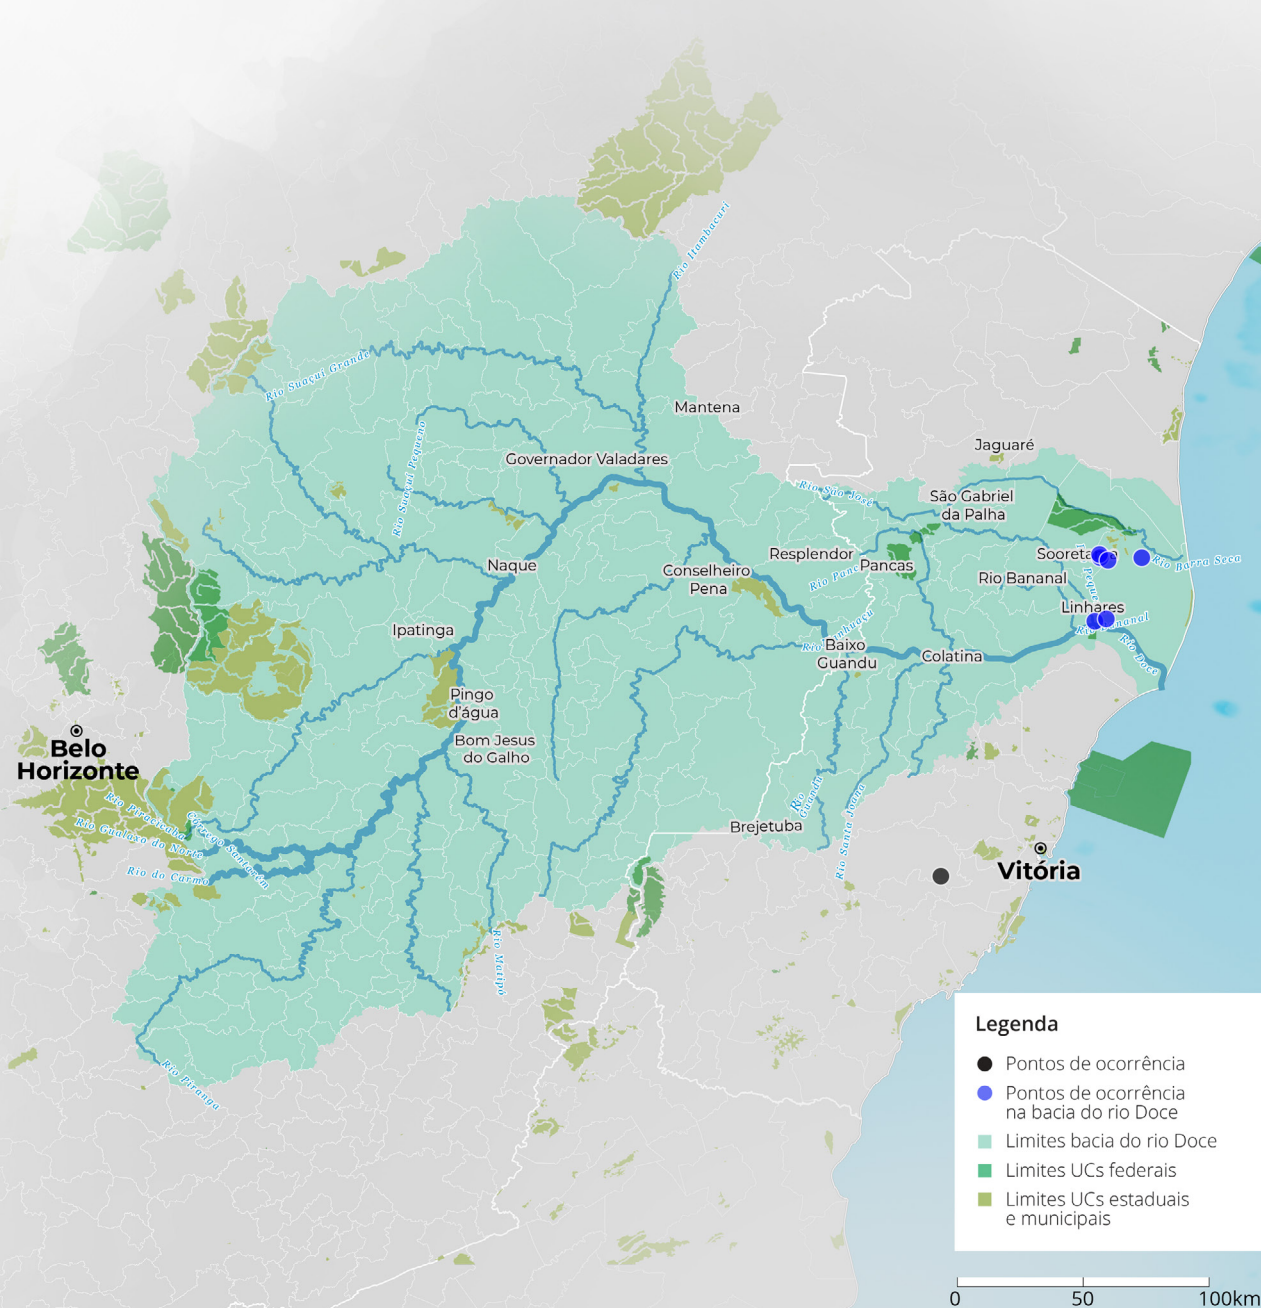 Rio Itambacuri
Rio Suaçuí Grande
Mantena
Rio Suaçuí Pequeno
Governador Valadares
Jaguaré
Rio São José
São Gabriel
da Palha
Naque
Conselheiro
Pena
Resplendor
Pancas
Rio Panc
Sooreta
Rio Barra Seca
Rio Bananal
Peque
Linhares
Rio
nanal
Rio Doce
Ipatinga
Rio
nhuaçu
Baixo
Guandu
Colatina
Pingo
d'água
Bom Jesus
do Galho
Belo
Horizonte
Rio Piracicaba
Rio Gualaxo do Norte
Córrego Santarém
Rio do Carmo
Rio
Guandu
Rio Santa Joana
Brejetuba
Vitória
Rio Matipó
Rio Piranga
Legenda
Pontos de ocorrência
Pontos de ocorrência
na bacia do rio Doce
Limites bacia do rio Doce
Limites UCs federais
Limites UCs estaduais
e municipais
0 50 100km